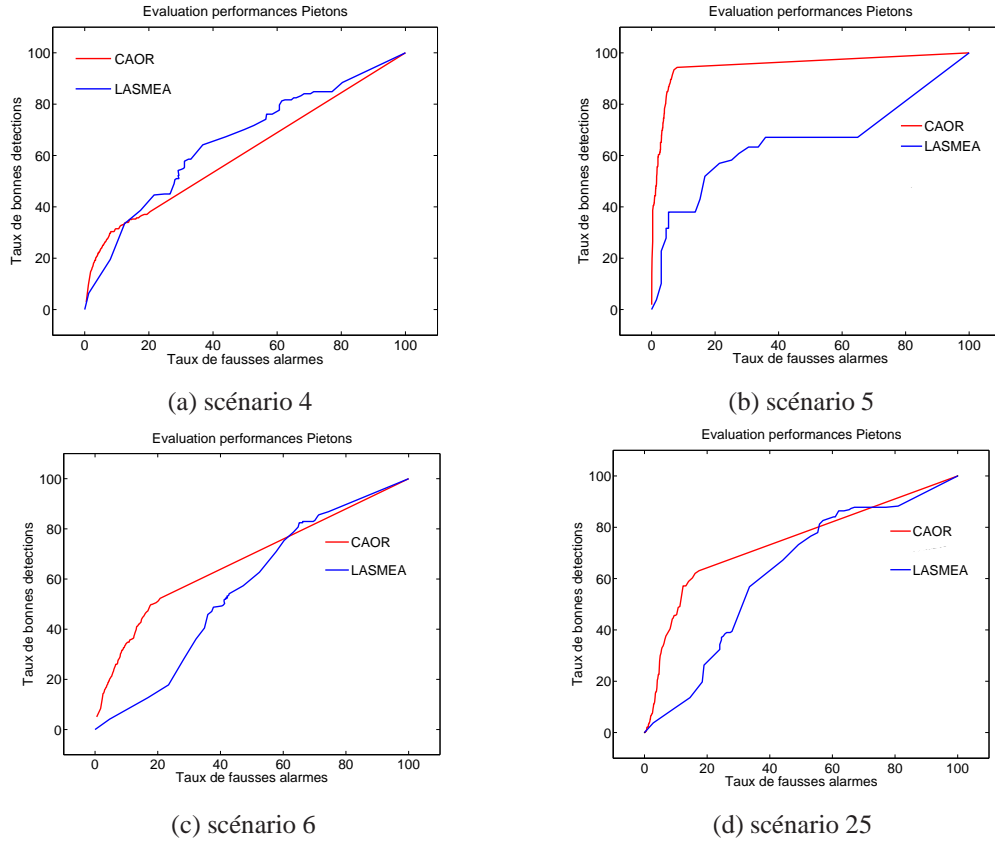 Evaluation performances Pietons
100
80
60
40
20
0
Taux de bonnes detections
CAOR
LASMEA
0 20 40 60 80 100
Taux de fausses alarmes
(a) scénario 4
Evaluation performances Pietons
100
80
60
40
20
0
Taux de bonnes detections
CAOR
LASMEA
0 20 40 60 80 100
Taux de fausses alarmes
(b) scénario 5
Evaluation performances Pietons
100
80
60
40
20
0
Taux de bonnes detections
CAOR
LASMEA
0 20 40 60 80 100
Taux de fausses alarmes
(c) scénario 6
Evaluation performances Pietons
100
80
60
40
20
0
Taux de bonnes detections
CAOR
LASMEA
0 20 40 60 80 100
Taux de fausses alarmes
(d) scénario 25